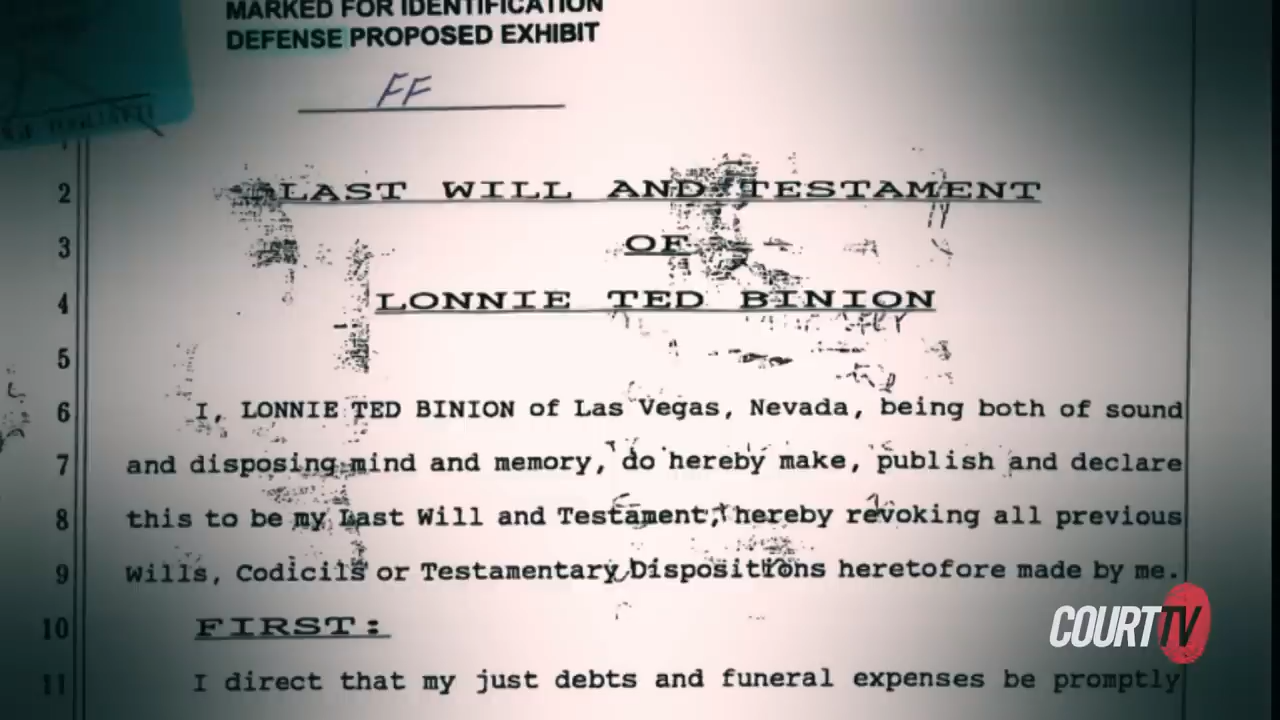 MARKED FOR IDENTIFICATION
DEFENSE PROPOSED EXHIBIT
FF
2 LAST WILL AND TESTAMENT
3 OF
4 LONNIE TED BINION
5
6 I, LONNIE TED BINION of Las Vegas, Nevada, being both of sound
7 and disposing mind and memory, do hereby make, publish and declare
8 this to be my Last Will and Testament, hereby revoking all previous
9 Wills, Codicils or Testamentary Dispositions heretofore made by me.
10 FIRST:
11 I direct that my just debts and funeral expenses be promptly
COURT TV